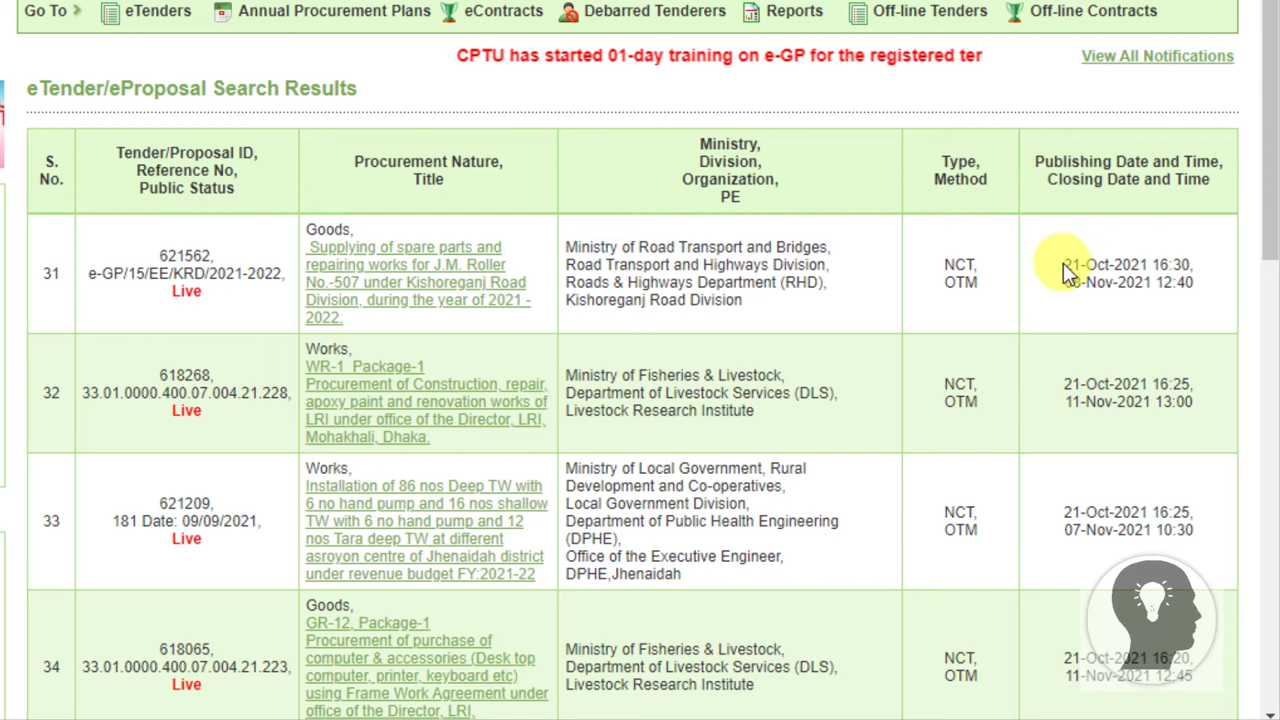 Go To eTenders Annual Procurement Plans eContracts Debarred Tenderers Reports Off-line Tenders Off-line Contracts
CPTU has started 01-day training on e-GP for the registered ter
View All Notifications
eTender/eProposal Search Results
S. No.
Tender/Proposal ID,
Reference No,
Public Status
Procurement Nature,
Title
Ministry,
Division,
Organization,
PE
Type,
Method
Publishing Date and Time,
Closing Date and Time
31
621562,
e-GP/15/EE/KRD/2021-2022,
Live
Goods,
Supplying of spare parts and
repairing works for J.M. Roller
No.-507 under Kishoreganj Road
Division, during the year of 2021 -
2022.
Ministry of Road Transport and Bridges,
Road Transport and Highways Division,
Roads & Highways Department (RHD),
Kishoreganj Road Division
NCT,
OTM
21-Oct-2021 16:30,
-Nov-2021 12:40
32
618268,
33.01.0000.400.07.004.21.228,
Live
Works,
WR-1 Package-1
Procurement of Construction, repair,
apoxy paint and renovation works of
LRI under office of the Director, LRI,
Mohakhali, Dhaka.
Ministry of Fisheries & Livestock,
Department of Livestock Services (DLS),
Livestock Research Institute
NCT,
OTM
21-Oct-2021 16:25,
11-Nov-2021 13:00
33
621209,
181 Date: 09/09/2021,
Live
Works,
Installation of 86 nos Deep TW with
6 no hand pump and 16 nos shallow
TW with 6 no hand pump and 12
nos Tara deep TW at different
asroyon centre of Jhenaidah district
under revenue budget FY:2021-22
Ministry of Local Government, Rural
Development and Co-operatives,
Local Government Division,
Department of Public Health Engineering
(DPHE),
Office of the Executive Engineer,
DPHE,Jhenaidah
NCT,
OTM
21-Oct-2021 16:25,
07-Nov-2021 10:30
34
618065,
33.01.0000.400.07.004.21.223,
Live
Goods,
GR-12, Package-1
Procurement of purchase of
computer & accessories (Desk top
computer, printer, keyboard etc)
using Frame Work Agreement under
office of the Director, LRI,
Ministry of Fisheries & Livestock,
Department of Livestock Services (DLS),
Livestock Research Institute
NCT,
OTM
21-Oct-2021 16:20,
11-Nov-2021 12:45